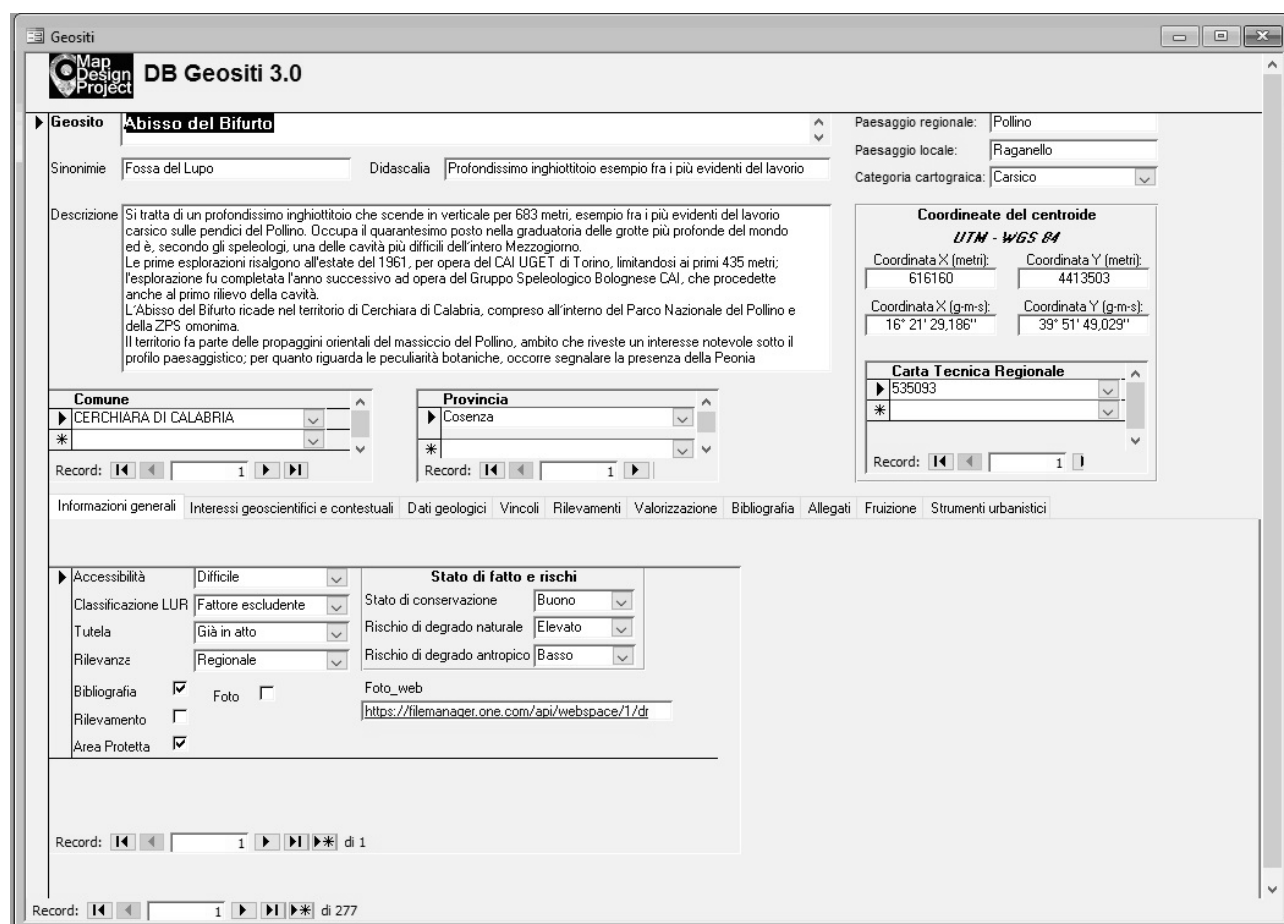 Geositi
Map
Design
Project
DB Geositi 3.0
Geosito
Abisso del Bifurto
Paesaggio regionale: Pollino
Paesaggio locale: Raganello
Sinonimie Fossa del Lupo Didascalia Profondissimo inghiottitoio esempio fra i più evidenti del lavoro
Categoria cartograica: Carsico
Descrizione
Si tratta di un profondissimo inghiottitoio che scende in verticale per 683 metri, esempio fra i più evidenti del lavoro
carsico sulle pendici del Pollino. Occupa il quarantesimo posto nella graduatoria delle grotte più profonde del mondo
ed è, secondo gli speleologi, una delle cavità più difficili dell'intero Mezzogiorno.
Le prime esplorazioni risalgono all'estate del 1961, per opera del CAI UGET di Torino, limitandosi ai primi 435 metri;
l'esplorazione fu completata l'anno successivo ad opera del Gruppo Speleologico Bolognese CAI, che procedette
anche al primo rilievo della cavità.
L'Abisso del Bifurto ricade nel territorio di Cerchiara di Calabria, compreso all'interno del Parco Nazionale del Pollino e
della ZPS omonima.
Il territorio fa parte delle propaggini orientali del massiccio del Pollino, ambito che riveste un interesse notevole sotto il
profilo paesaggistico; per quanto riguarda le peculiarità botaniche, occorre segnalare la presenza della Peonia
Coordineate del centroide
UTM - WGS 84
Coordinata X (metri): Coordinata Y (metri):
616160 4413503
Coordinata X (g-m-s): Coordinata Y (g-m-s):
16° 21' 29,186'' 39° 51' 49,029''
Carta Tecnica Regionale
535093
Record: 1
Comune
CERCHIARA DI CALABRIA
Record: 1
Provincia
Cosenza
Record: 1
Informazioni generali Interessi geoscientifici e contestuali Dati geologici Vincoli Rilevamenti Valorizzazione Bibliografia Allegati Fruizione Strumenti urbanistici
Accessibilità Difficile
Classificazione LUR Fattore escludente
Tutela Già in atto
Rilevanza Regionale
Bibliografia Foto
Rilevamento
Area Protetta
Stato di fatto e rischi
Stato di conservazione Buono
Rischio di degrado naturale Elevato
Rischio di degrado antropico Basso
Foto_web
https://filemanager.one.com/api/webspace/1/dr
Record: 1 di 1
Record: 1 di 277